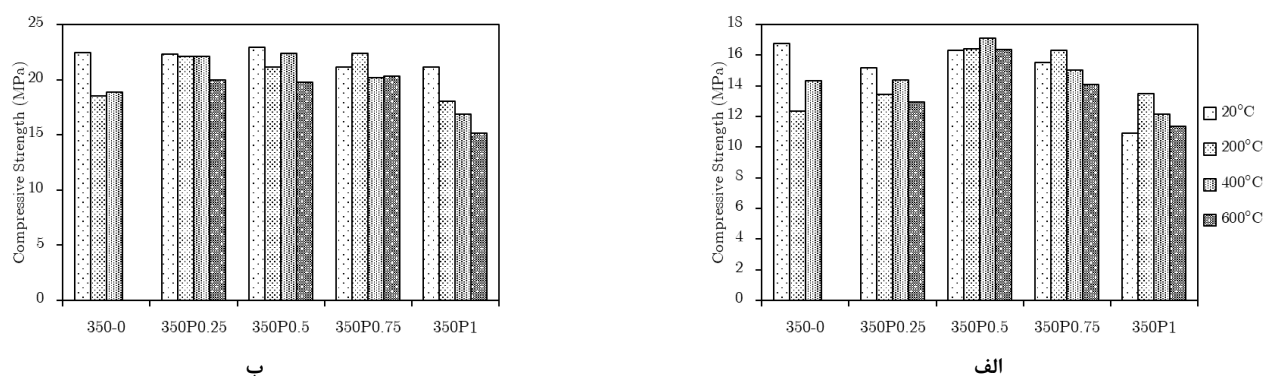 25
20
15
10
5
0
Compressive Strength (MPa)
350-0 350P0.25 350P0.5 350P0.75 350P1
ب
18
16
14
12
10
8
6
4
2
0
Compressive Strength (MPa)
350-0 350P0.25 350P0.5 350P0.75 350P1
20°C
200°C
400°C
600°C
الف